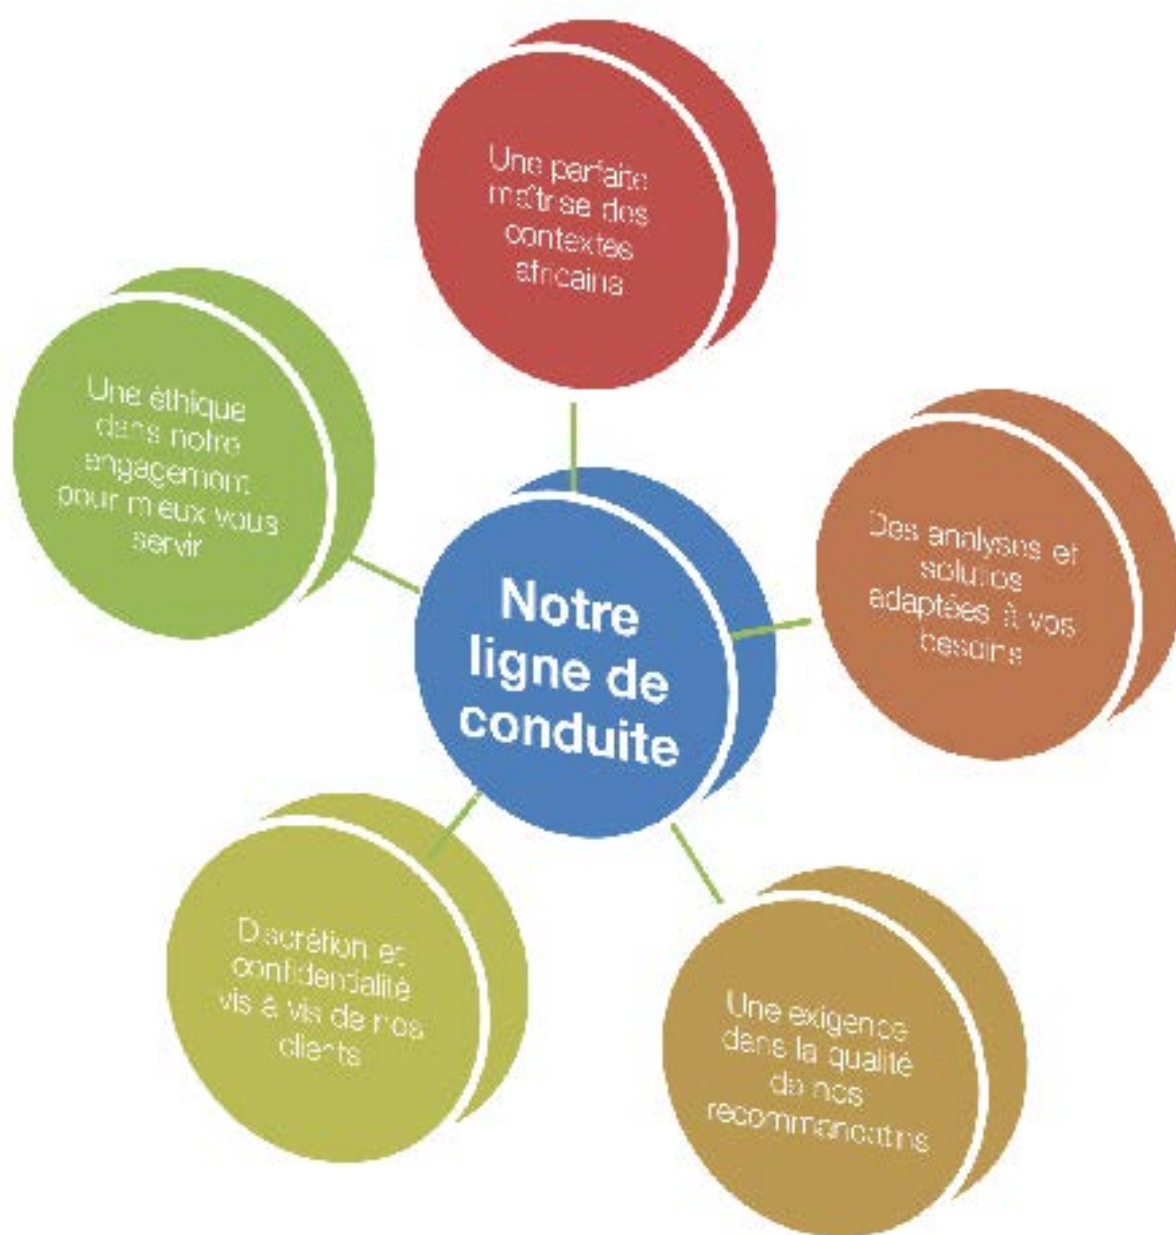 Une parfaite
maîtrise des
contextes
africains
Une éthique
dans notre
engagement
pour mieux vous
servir
Des analyses et
solutios
adaptées à vos
besoins
Notre
ligne de
conduite
Discrétion et
confidentialité
vis à vis de nos
clients
Une exigence
dans la qualité
de nos
recommandatins